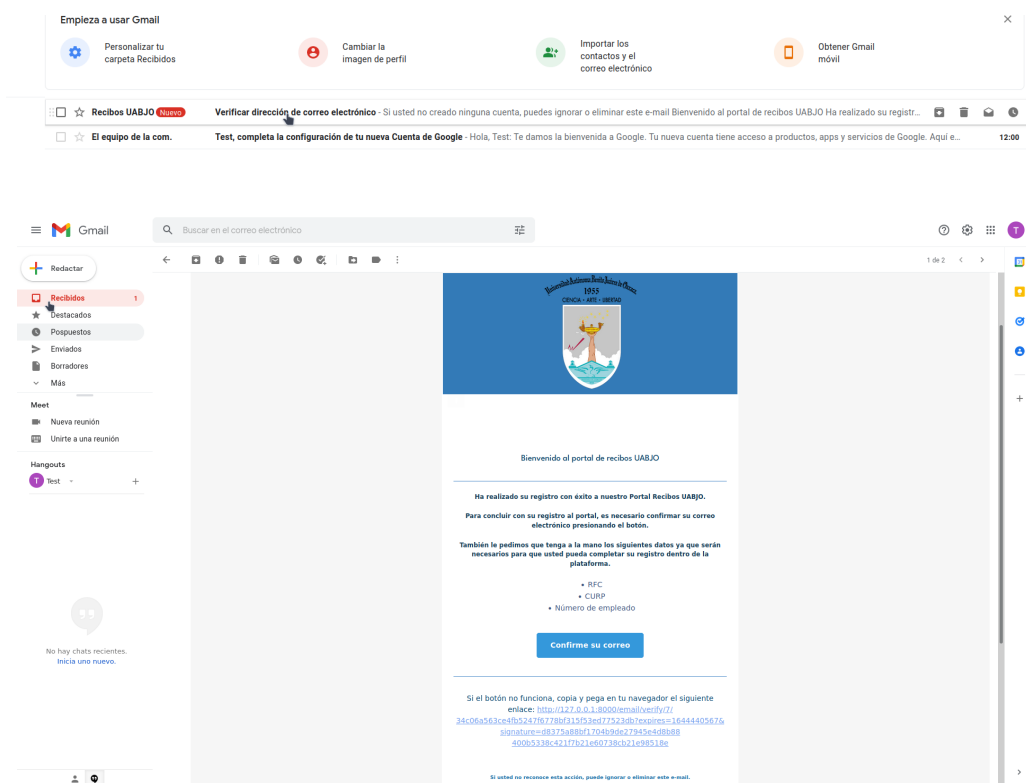 Empieza a usar Gmail
Personalizar tu
carpeta Recibidos
Cambiar la
imagen de perfil
Importar los
contactos y el
correo electrónico
Obtener Gmail
móvil
Recibos UABJO Nuevo Verificar dirección de correo electrónico - Si usted no creado ninguna cuenta, puedes ignorar o eliminar este e-mail Bienvenido al portal de recibos UABJO Ha realizado su registr...
El equipo de la com. Test, completa la configuración de tu nueva Cuenta de Google - Hola, Test: Te damos la bienvenida a Google. Tu nueva cuenta tiene acceso a productos, apps y servicios de Google. Aquí e... 12:00
Gmail
Buscar en el correo electrónico
T
Redactar
1 de 2
Recibidos 1
Destacados
Pospuestos
Enviados
Borradores
Más
Meet
Nueva reunión
Unirte a una reunión
Hangouts
T Test
No hay chats recientes.
Inicia uno nuevo.
Universidad Autónoma Benito Juárez de Oaxaca
1955
CIENCIA - ARTE - LIBERTAD
Bienvenido al portal de recibos UABJO
Ha realizado su registro con éxito a nuestro Portal Recibos UABJO.
Para concluir con su registro al portal, es necesario confirmar su correo
electrónico presionando el botón.
También le pedimos que tenga a la mano los siguientes datos ya que serán
necesarios para que usted pueda completar su registro dentro de la
plataforma.
• RFC
• CURP
• Número de empleado
Confirme su correo
Si el botón no funciona, copia y pega en tu navegador el siguiente
enlace: http://127.0.0.1:8000/email/verify/7/
34c06a563ce4fb5247f6778bf315f53ed77523db?expires=1644440567&
signature=d8375a88bf1704b9de27945e4d8b88
400b5338c421f7b21e60738cb21e98518e
Si usted no reconoce esta acción, puede ignorar o eliminar este e-mail.